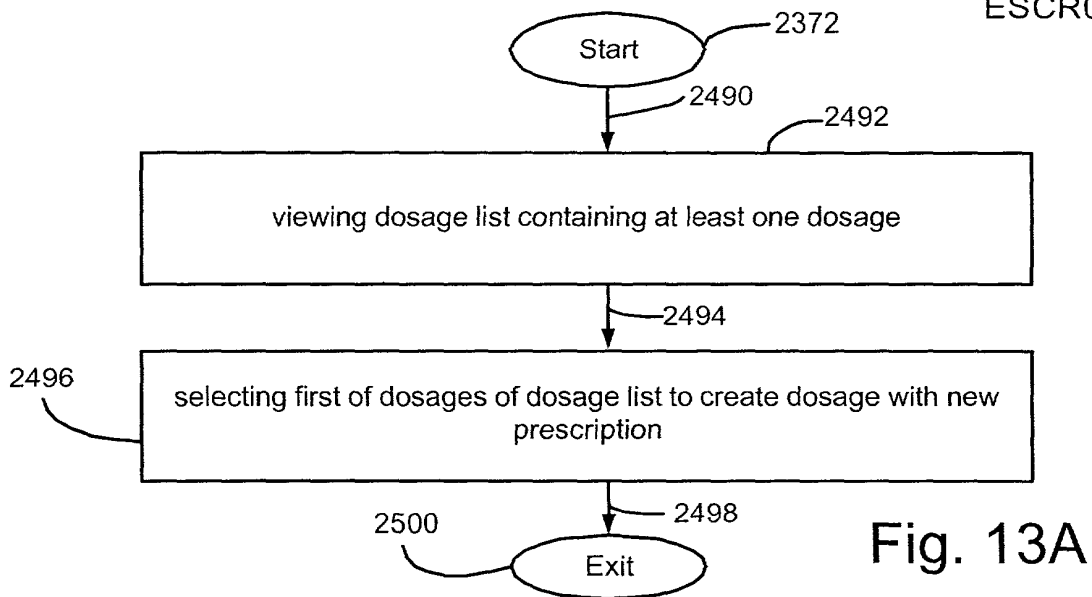 ESCR0
Start
2372
2490
2492
viewing dosage list containing at least one dosage
2494
2496
selecting first of dosages of dosage list to create dosage with new
prescription
2498
2500
Exit
Fig. 13A